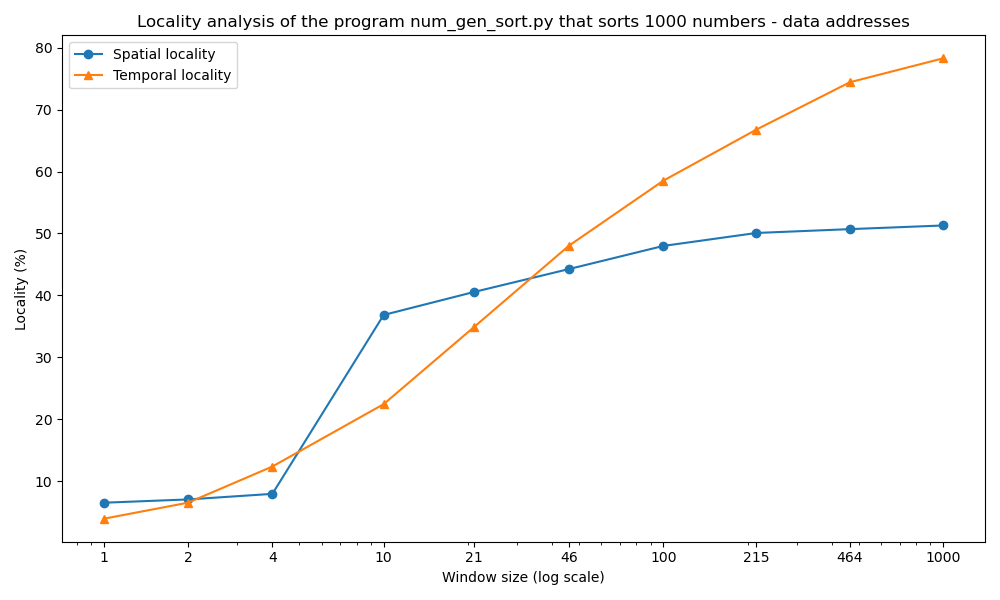 Locality analysis of the program num_gen_sort.py that sorts 1000 numbers - data addresses
Spatial locality
Temporal locality
80
70
60
50
40
30
20
10
Locality (%)
1 2 4 10 21 46 100 215 464 1000
Window size (log scale)